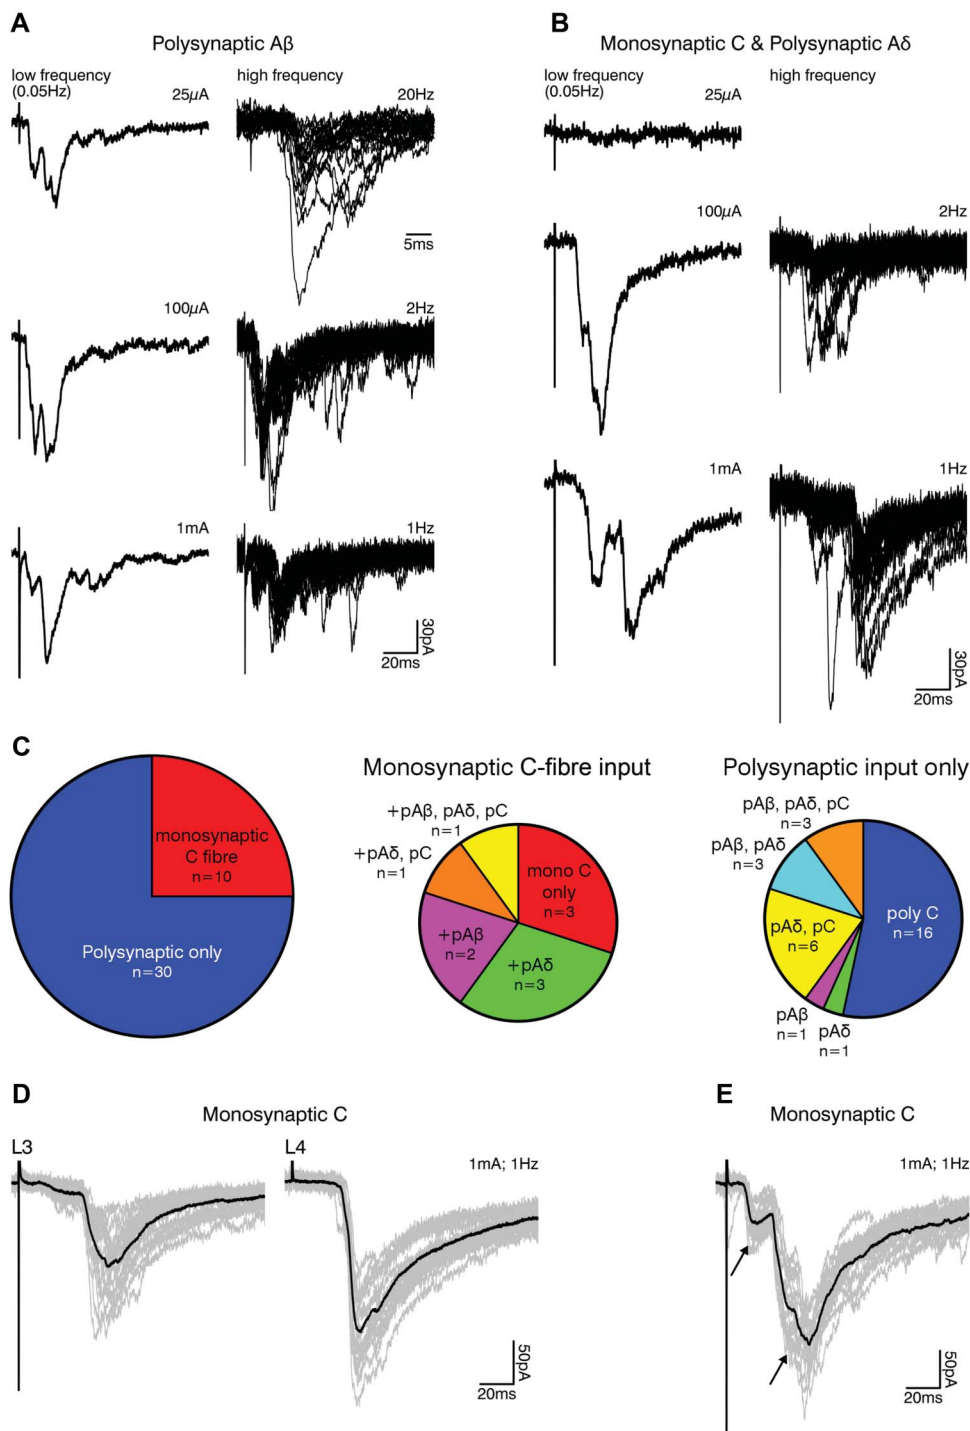 A
Polysynaptic Aβ
low frequency
(0.05Hz)
25µA
high frequency
20Hz
5ms
100µA
2Hz
1mA
1Hz
30pA
20ms
B
Monosynaptic C & Polysynaptic Aδ
low frequency
(0.05Hz)
25µA
high frequency
100µA
2Hz
1mA
1Hz
30pA
20ms
C
monosynaptic
C fibre
n=10
Polysynaptic only
n=30
Monosynaptic C-fibre input
+pAβ, pAδ, pC
n=1
+pAδ, pC
n=1
mono C
only
n=3
+pAβ
n=2
+pAδ
n=3
Polysynaptic input only
pAβ, pAδ, pC
n=3
pAβ, pAδ
n=3
poly C
n=16
pAδ, pC
n=6
pAβ
n=1
pAδ
n=1
D
Monosynaptic C
L3
L4
1mA; 1Hz
50pA
20ms
E
Monosynaptic C
1mA; 1Hz
50pA
20ms